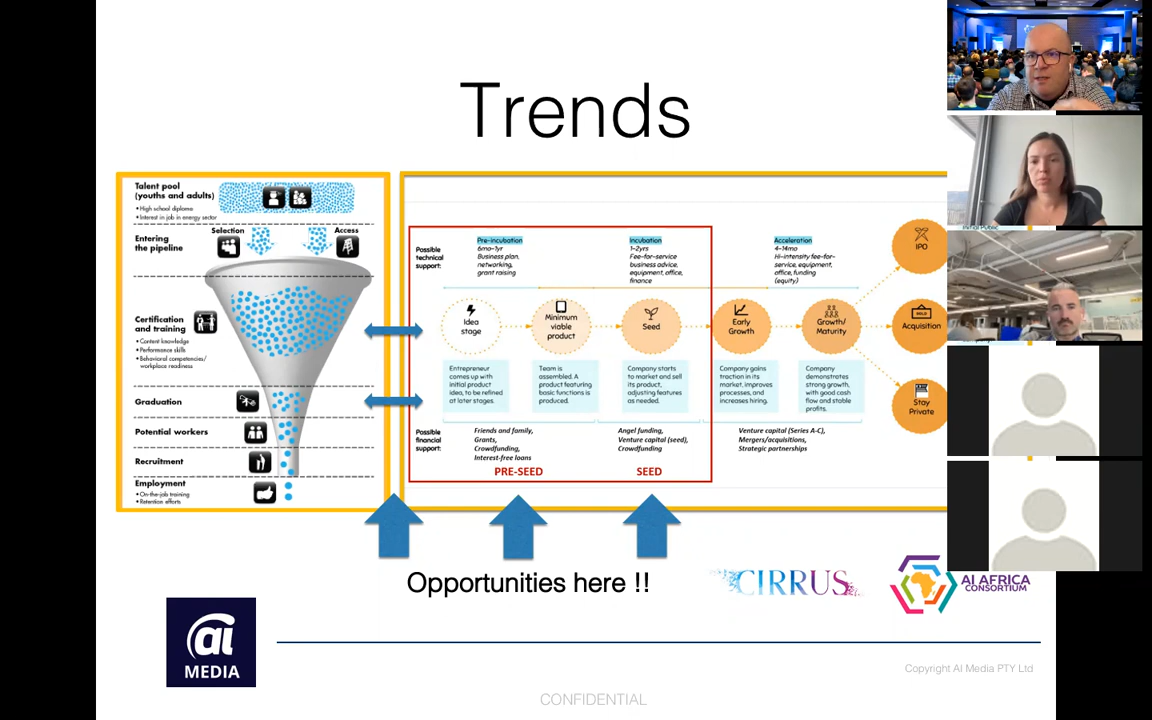 Trends
Talent pool
(youths and adults)
• High school diploma
• Interest in job in energy sector
Entering
the pipeline
Selection
Access
Certification
and training
• Content knowledge
• Performance skills
• Behavioral competencies/
workplace readiness
Graduation
Potential workers
Recruitment
Employment
• On-the-job training
• Retention efforts
Possible
technical
support:
Pre-incubation
6mo-1yr
Business plan,
networking,
grant raising
Incubation
1-2yrs
Fee-for-service
business advice,
equipment, office,
finance
Acceleration
4-14mo
Hi-intensity fee-for-
service, equipment,
office, funding
(equity)
Idea
stage
Minimum
viable
product
Seed
Early
Growth
Growth/
Maturity
IPO
SOLD
Acquisition
Stay
Private
Initial Public
Entrepreneur
comes up with
initial product
idea, to be refined
at later stages.
Team is
assembled. A
product featuring
basic functions is
produced.
Company starts
to market and sell
its product,
adjusting features
as needed.
Company gains
traction in its
market, improves
processes, and
increases hiring.
Company
demonstrates
strong growth,
with good cash
flow and stable
profits.
Possible
financial
support:
Friends and family,
Grants,
Crowdfunding,
Interest-free loans
Angel funding,
Venture capital (seed),
Crowdfunding
Venture capital (Series A-C),
Mergers/acquisitions,
Strategic partnerships
PRE-SEED
SEED
Opportunities here !!
CIRRUS
AI AFRICA
CONSORTIUM
ai
MEDIA
Copyright AI Media PTY Ltd
CONFIDENTIAL